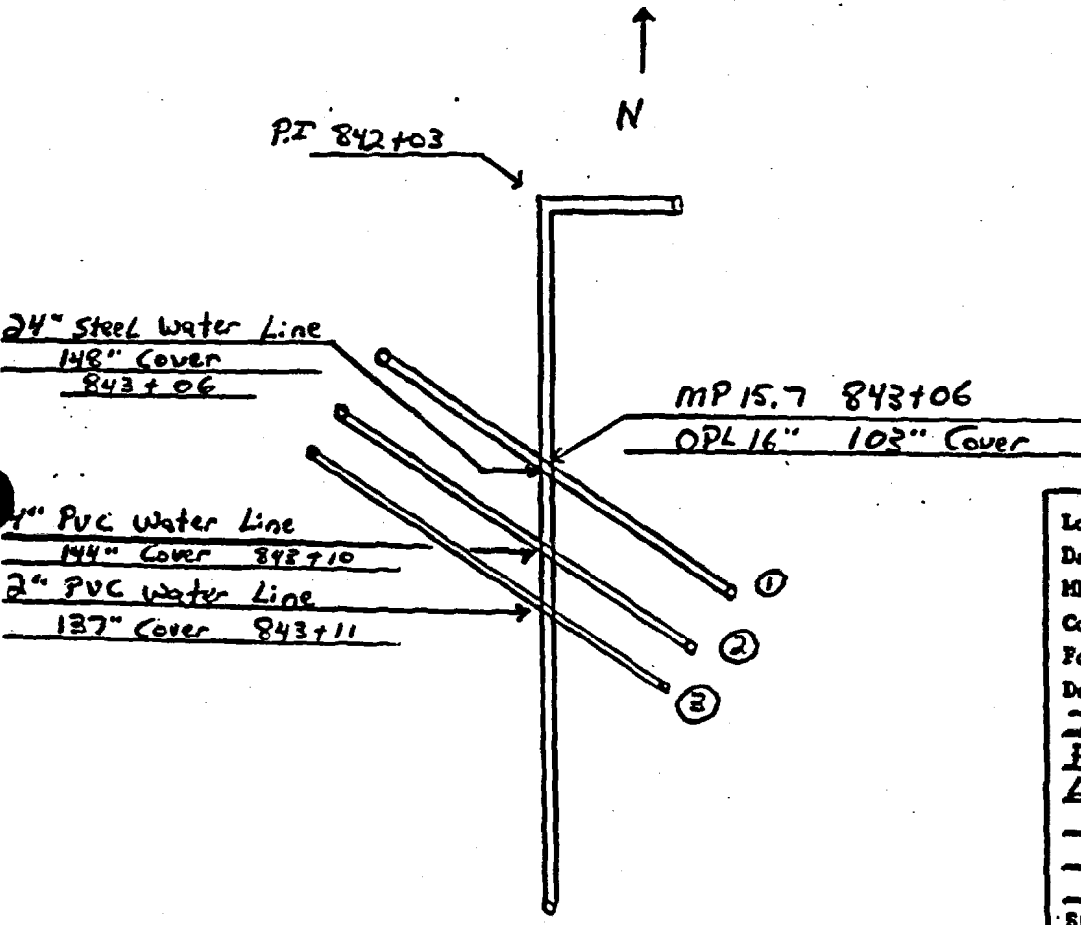 N
P.I 842+03
24" Steel Water Line
148" Cover
843+06
MP 15.7 843+06
OPL 16" 103" Cover
" PVC Water Line
144" Cover 843+10
2" PVC Water Line
137" Cover 843+11
1
2
3